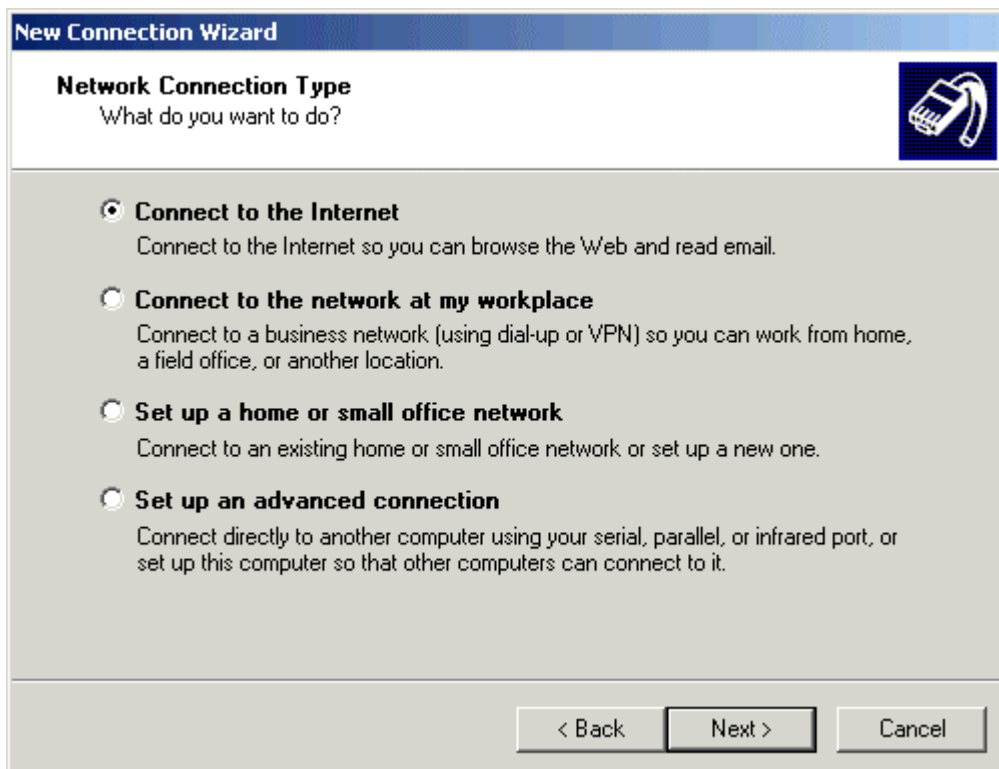 New Connection Wizard
Network Connection Type
What do you want to do?
Connect to the Internet
Connect to the Internet so you can browse the Web and read email.
Connect to the network at my workplace
Connect to a business network (using dial-up or VPN) so you can work from home,
a field office, or another location.
Set up a home or small office network
Connect to an existing home or small office network or set up a new one.
Set up an advanced connection
Connect directly to another computer using your serial, parallel, or infrared port, or
set up this computer so that other computers can connect to it.
< Back
Next >
Cancel